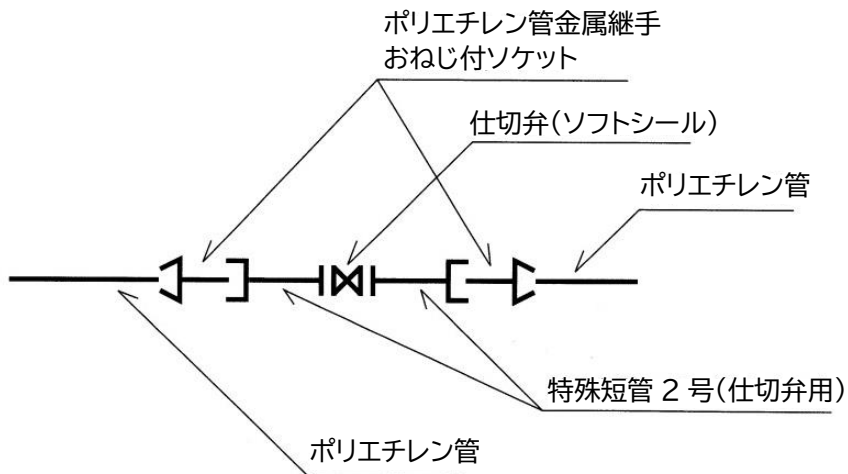 ポリエチレン管金属継手
おねじ付ソケット
仕切弁(ソフトシール)
ポリエチレン管
特殊短管 2 号(仕切弁用)
ポリエチレン管